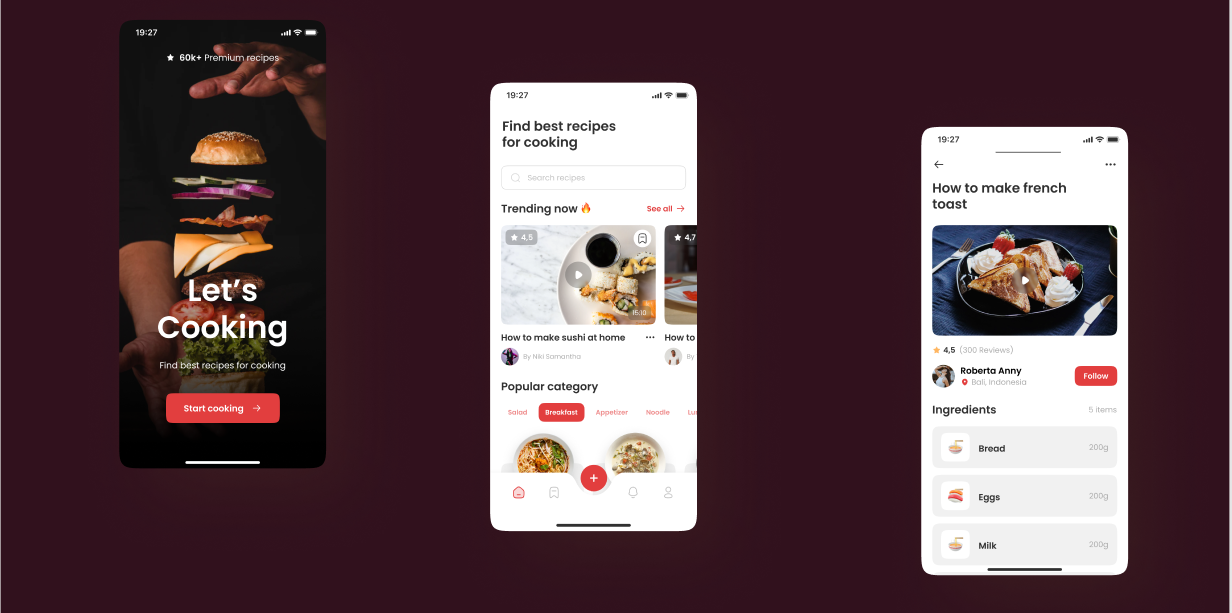 19:27
60k+ Premium recipes
Let's
Cooking
Find best recipes for cooking
Start cooking
19:27
Find best recipes
for cooking
Search recipes
Trending now
See all
4,5
4,7
15:10
How to make sushi at home
How to
By Niki Samantha
By
Popular category
Salad
Breakfast
Appetizer
Noodle
Lu
19:27
How to make french
toast
4,5 (300 Reviews)
Roberta Anny
Bali, Indonesia
Follow
Ingredients
5 items
Bread
200g
Eggs
200g
Milk
200g